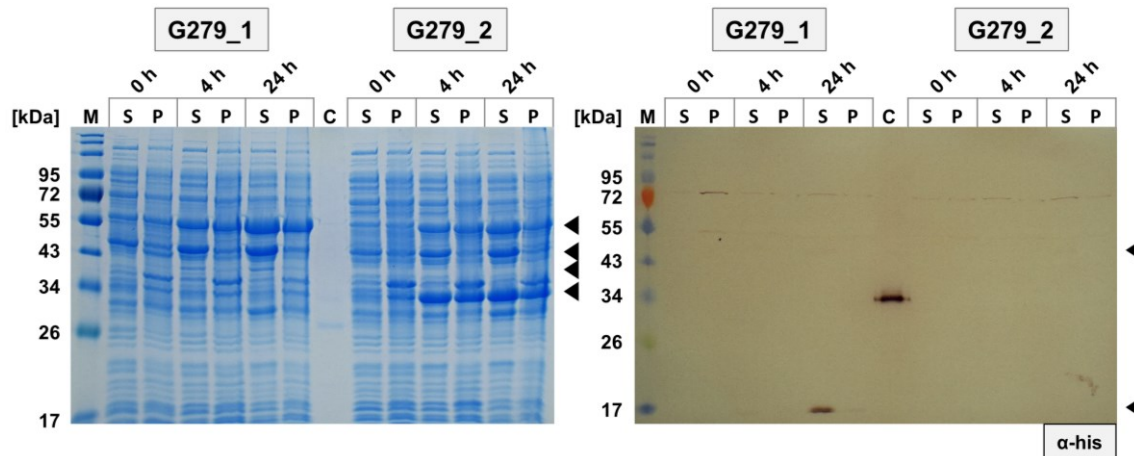 G279_1 G279_2 G279_1 G279_2
0 h 4 h 24 h 0 h 4 h 24 h 0 h 4 h 24 h 0 h 4 h 24 h
[kDa] M S P S P S P C S P S P S P [kDa] M S P S P S P C S P S P S P
95 95
72 72
55 55
43 43
34 34
26 26
17 17
α-his